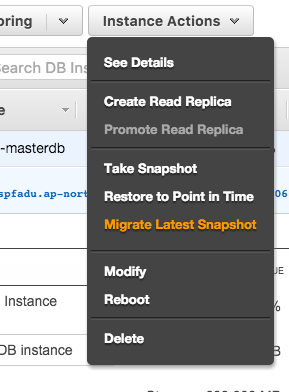 oring
Instance Actions
Search DB Ins
See Details
e
Create Read Replica
Promote Read Replica
-masterdb
Take Snapshot
spfadu.ap-nort
Restore to Point in Time
06
Migrate Latest Snapshot
Modify
UE
Instance
Reboot
%
Delete
DB instance
B